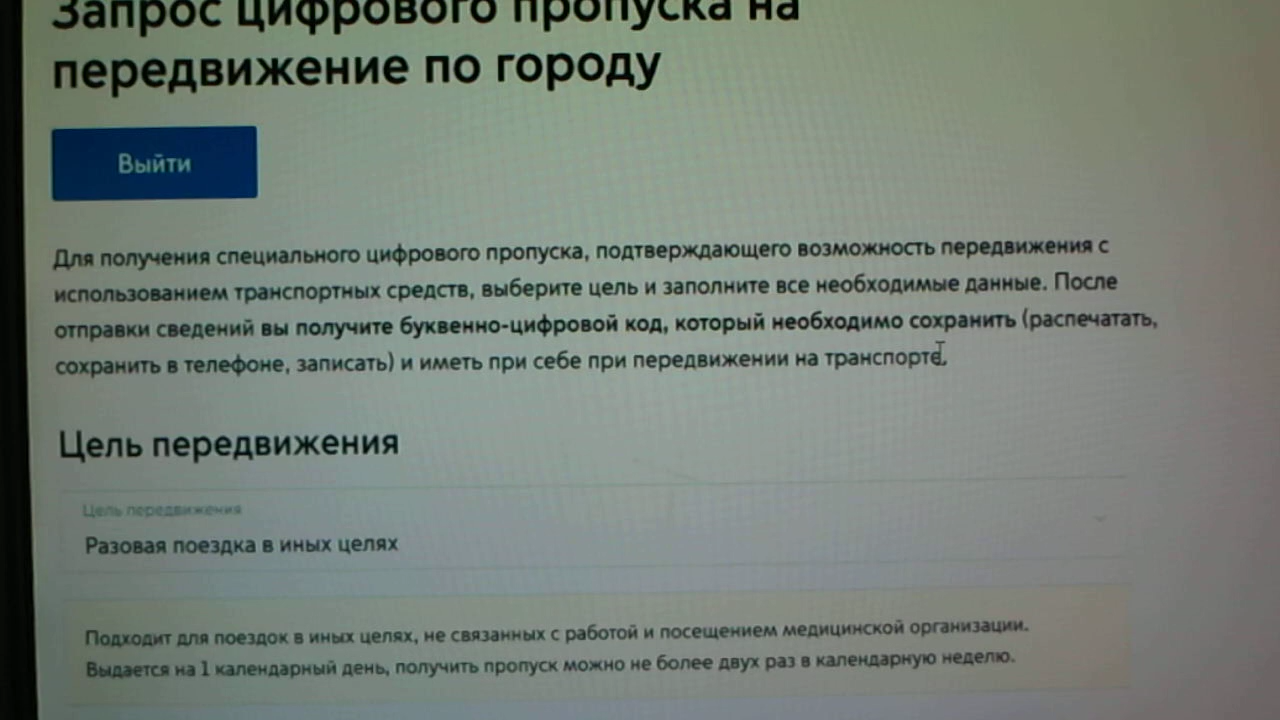 Запрос цифрового пропуска на
передвижение по городу
Выйти
Для получения специального цифрового пропуска, подтверждающего возможность передвижения с
использованием транспортных средств, выберите цель и заполните все необходимые данные. После
отправки сведений вы получите буквенно-цифровой код, который необходимо сохранить (распечатать,
сохранить в телефоне, записать) и иметь при себе при передвижении на транспорте.
Цель передвижения
Цель передвижения
Разовая поездка в иных целях
Подходит для поездок в иных целях, не связанных с работой и посещением медицинской организации.
Выдается на 1 календарный день, получить пропуск можно не более двух раз в календарную неделю.